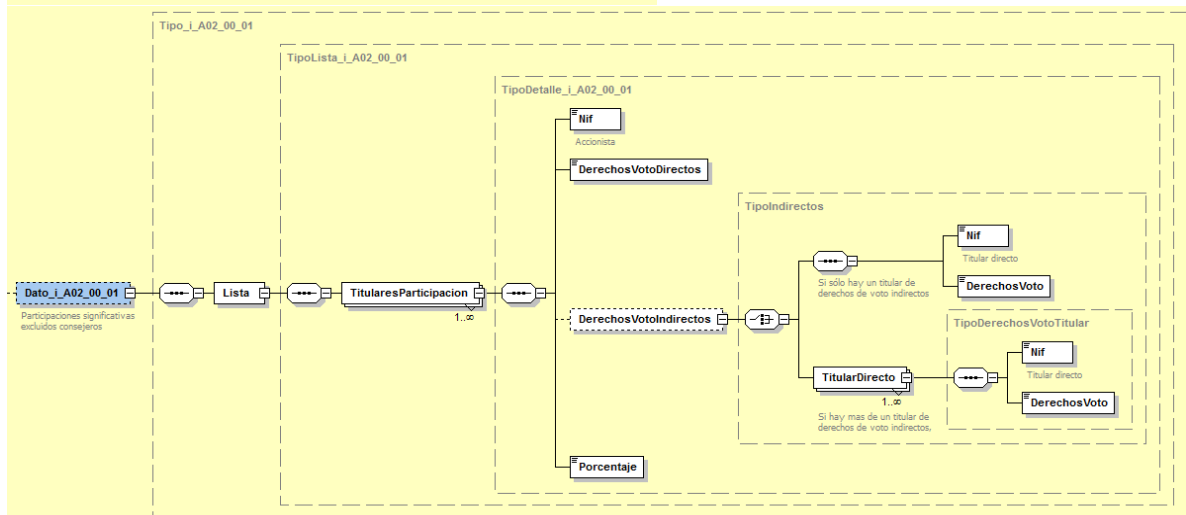 Tipo_i_A02_00_01
TipoLista_i_A02_00_01
TipoDetalle_i_A02_00_01
Nif
Accionista
DerechosVotoDirectos
TipoIndirectos
Nif
Titular directo
Si sólo hay un titular de
derechos de voto indirectos
DerechosVoto
Dato_i_A02_00_01
Participaciones significativas
excluidos consejeros
Lista
TitularesParticipacion
1..∞
DerechosVotoIndirectos
TipoDerechosVotoTitular
Nif
Titular directo
TitularDirecto
1..∞
Si hay mas de un titular de
derechos de voto indirectos,
DerechosVoto
Porcentaje